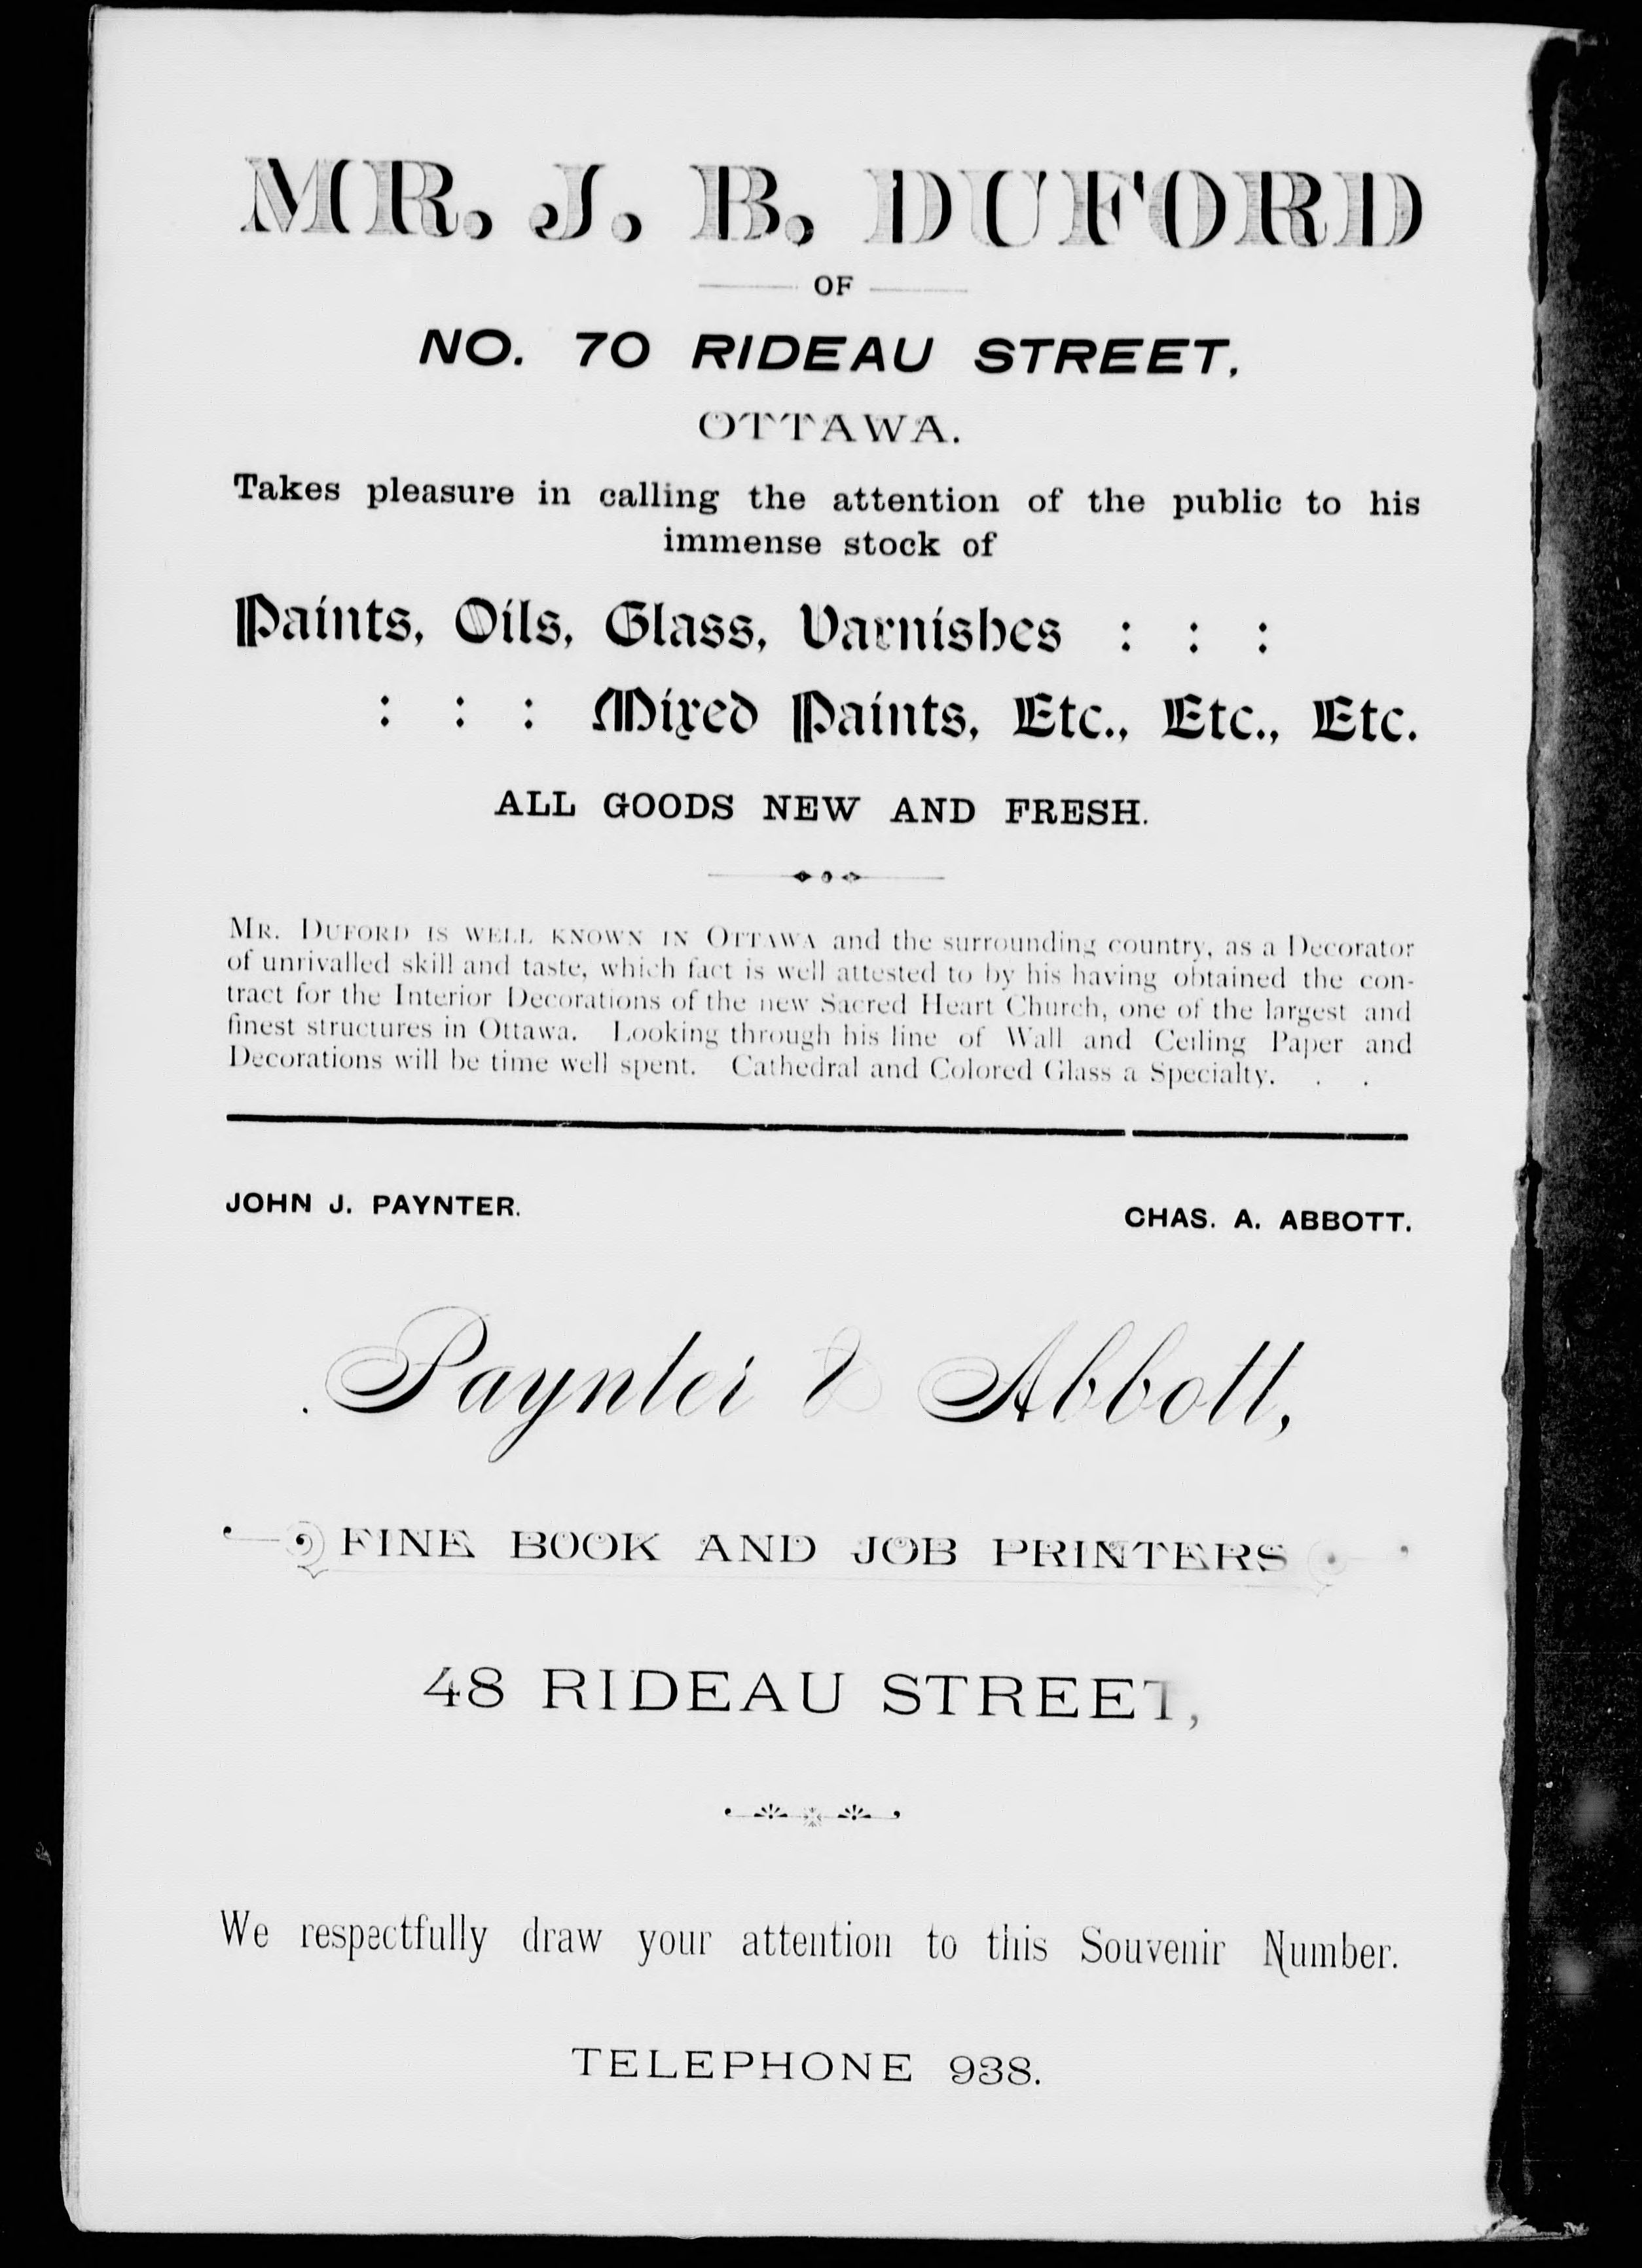 MR. J. B. DUFORD
OF
NO. 70 RIDEAU STREET,
OTTAWA.
Takes pleasure in calling the attention of the public to his
immense stock of
Paints, Oils, Glass, Varnishes : : :
: : : Mixed Paints, Etc., Etc., Etc.
ALL GOODS NEW AND FRESH.
MR. DUFORD IS WELL KNOWN IN OTTAWA and the surrounding country, as a Decorator
of unrivalled skill and taste, which fact is well attested to by his having obtained the con-
tract for the Interior Decorations of the new Sacred Heart Church, one of the largest and
finest structures in Ottawa. Looking through his line of Wall and Ceiling Paper and
Decorations will be time well spent. Cathedral and Colored Glass a Specialty. . .
JOHN J. PAYNTER. CHAS. A. ABBOTT.
Paynter & Abbott,
FINE BOOK AND JOB PRINTERS
48 RIDEAU STREET,
We respectfully draw your attention to this Souvenir Number.
TELEPHONE 938.